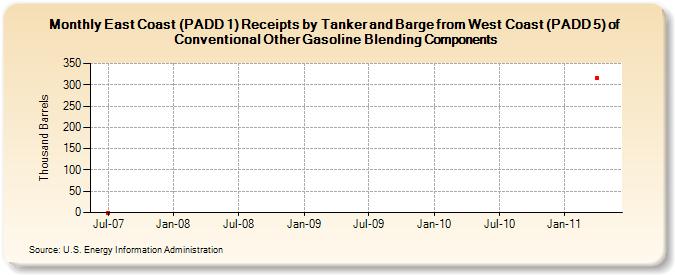 Monthly East Coast (PADD 1) Receipts by Tanker and Barge from West Coast (PADD 5) of
Conventional Other Gasoline Blending Components
Thousand Barrels
350
300
250
200
150
100
50
0
Jul-07 Jan-08 Jul-08 Jan-09 Jul-09 Jan-10 Jul-10 Jan-11
Source: U.S. Energy Information Administration